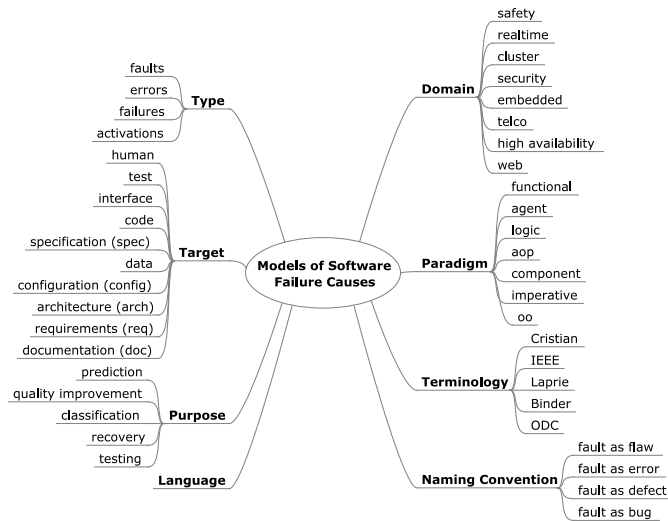 Models of Software
Failure Causes
Type
faults
errors
failures
activations
Target
human
test
interface
code
specification (spec)
data
configuration (config)
architecture (arch)
requirements (req)
documentation (doc)
Purpose
prediction
quality improvement
classification
recovery
testing
Language
Domain
safety
realtime
cluster
security
embedded
telco
high availability
web
Paradigm
functional
agent
logic
aop
component
imperative
oo
Terminology
Cristian
IEEE
Laprie
Binder
ODC
Naming Convention
fault as flaw
fault as error
fault as defect
fault as bug